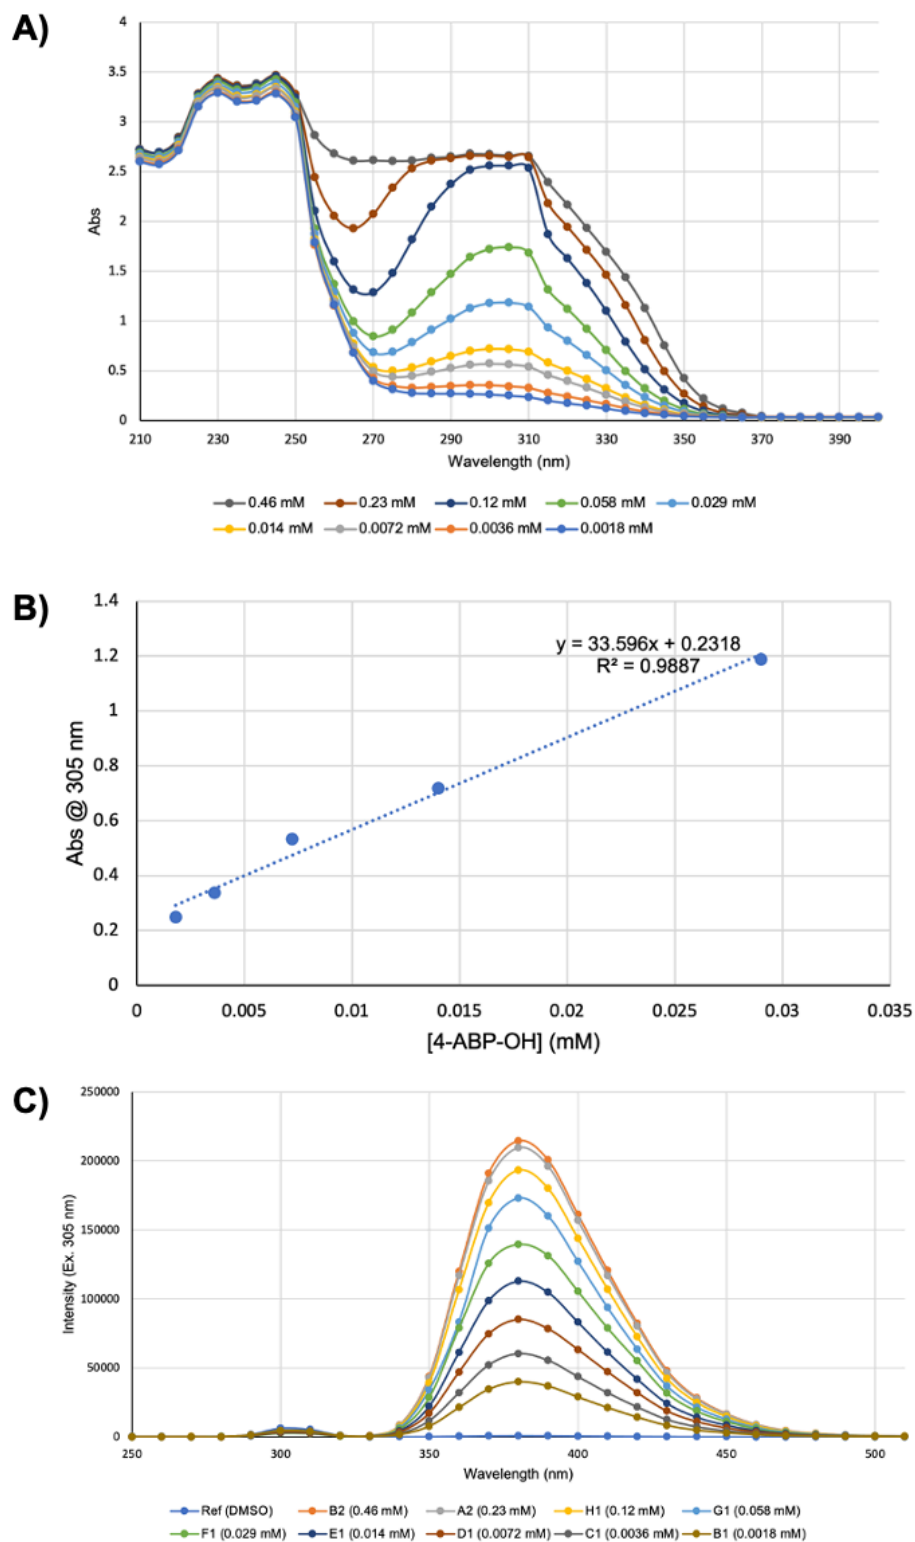 A)
4
3.5
3
2.5
2
1.5
1
0.5
0
Abs
210 230 250 270 290 310 330 350 370 390
Wavelength (nm)
0.46 mM 0.23 mM 0.12 mM 0.058 mM 0.029 mM
0.014 mM 0.0072 mM 0.0036 mM 0.0018 mM
B)
1.4
1.2
1
0.8
0.6
0.4
0.2
0
Abs @ 305 nm
y = 33.596x + 0.2318
R² = 0.9887
0 0.005 0.01 0.015 0.02 0.025 0.03 0.035
[4-ABP-OH] (mM)
C)
250000
200000
150000
100000
50000
0
Intensity (Ex. 305 nm)
250 300 350 400 450 500
Wavelength (nm)
Ref (DMSO) B2 (0.46 mM) A2 (0.23 mM) H1 (0.12 mM) G1 (0.058 mM)
F1 (0.029 mM) E1 (0.014 mM) D1 (0.0072 mM) C1 (0.0036 mM) B1 (0.0018 mM)